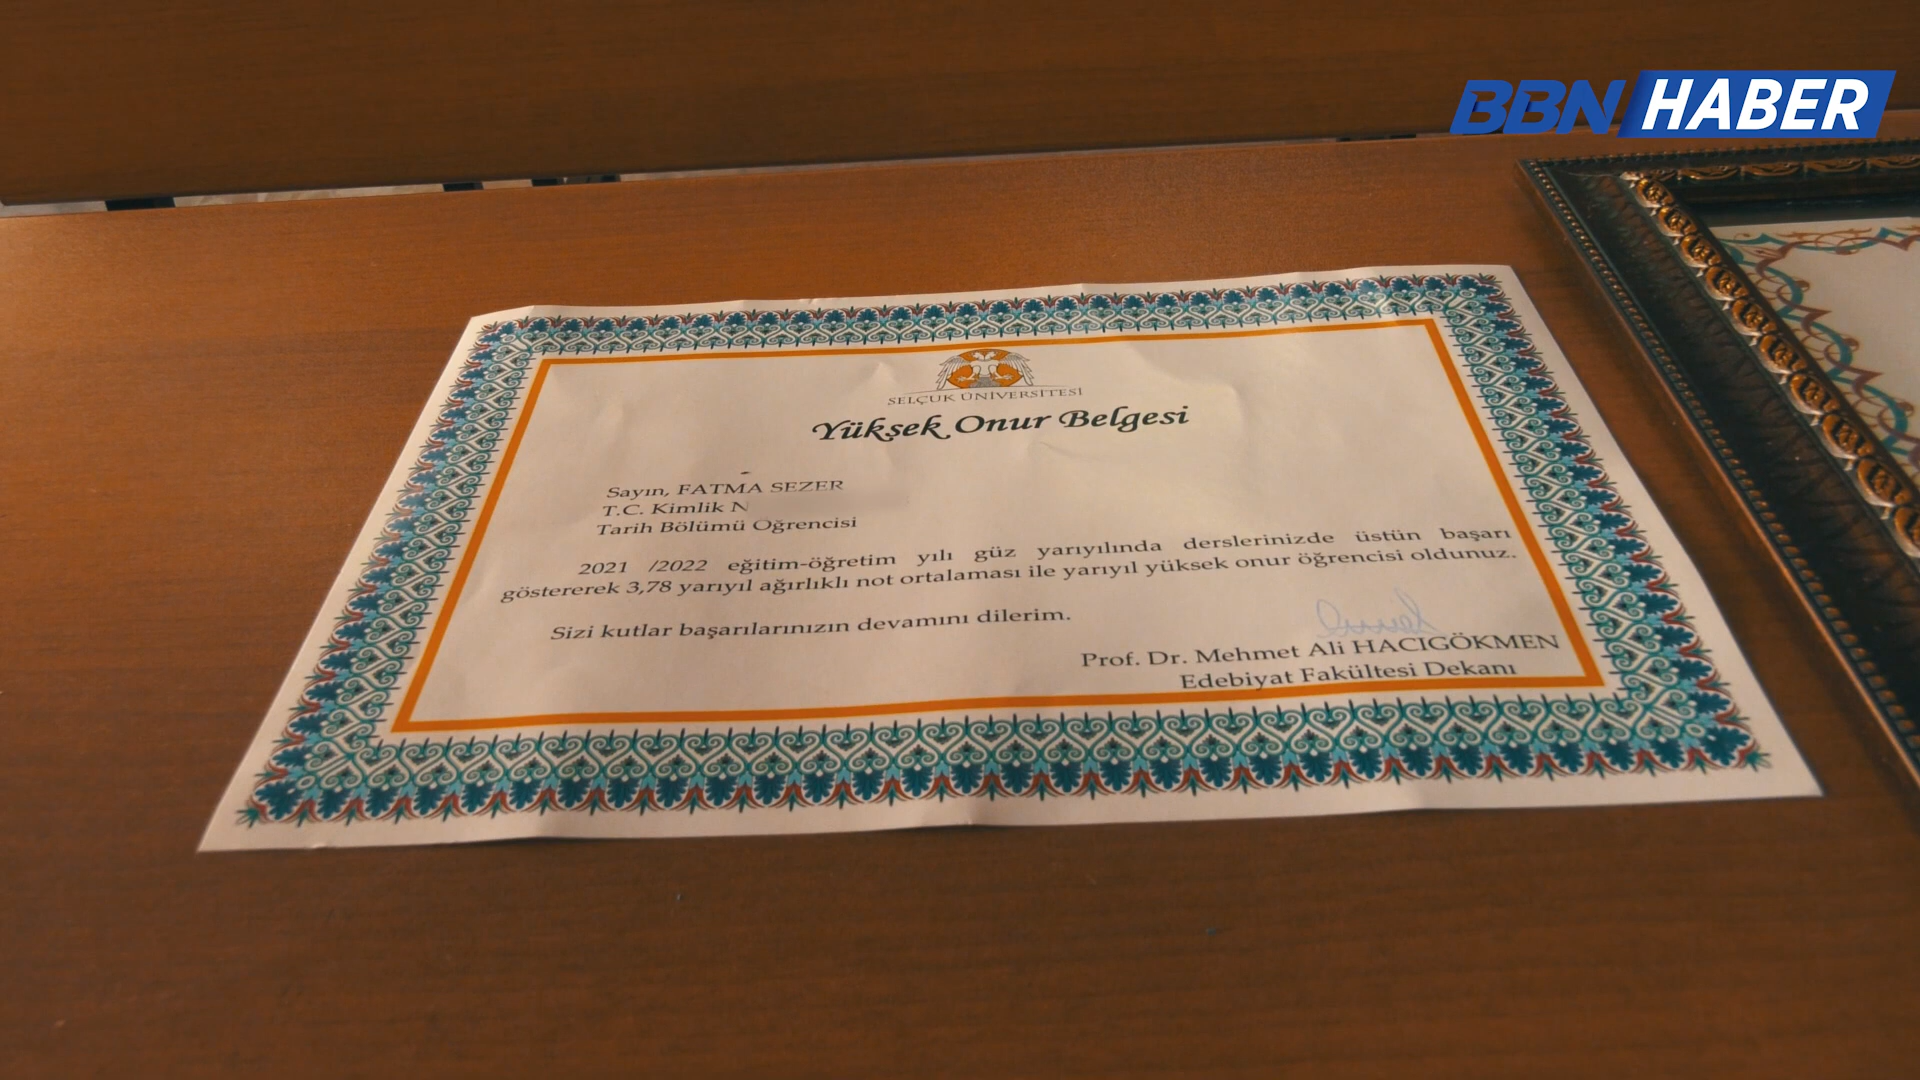 BBN HABER
SELÇUK ÜNİVERSİTESİ
Yüksek Onur Belgesi
Sayın, FATMA SEZER
T.C. Kimlik N
Tarih Bölümü Öğrencisi
2021 /2022 eğitim-öğretim yılı güz yarıyılında derslerinizde üstün başarı
göstererek 3,78 yarıyıl ağırlıklı not ortalaması ile yarıyıl yüksek onur öğrencisi oldunuz.
Sizi kutlar başarılarınızın devamını dilerim.
Prof. Dr. Mehmet Ali HACIGÖKMEN
Edebiyat Fakültesi Dekanı